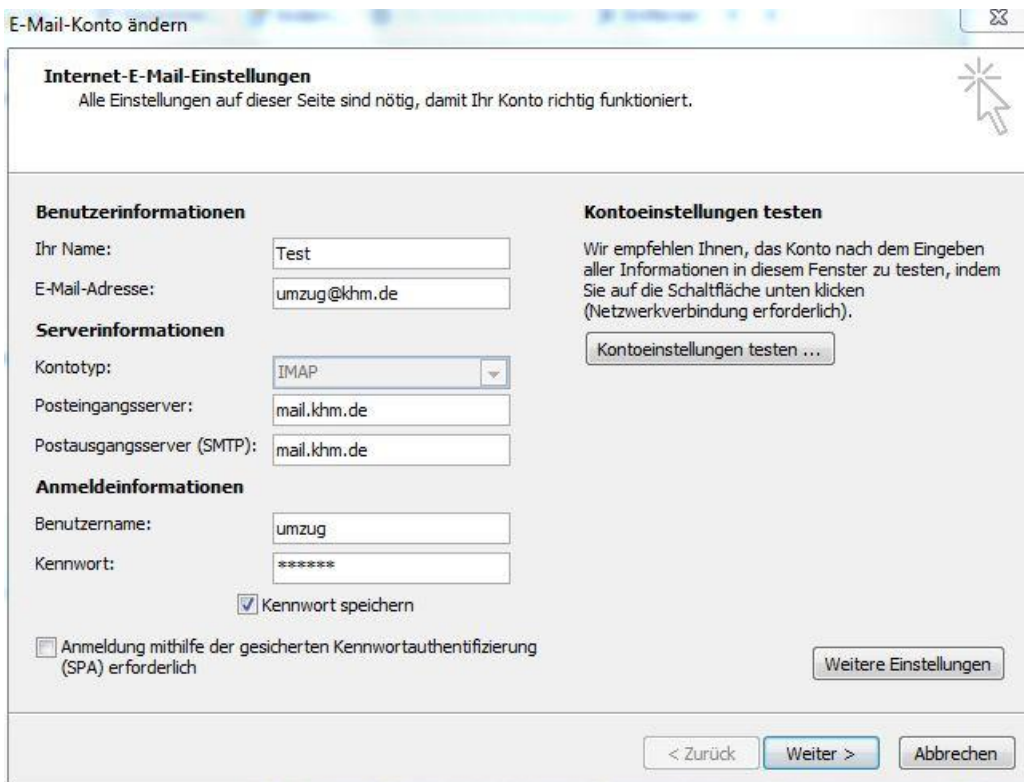 E-Mail-Konto ändern
Internet-E-Mail-Einstellungen
Alle Einstellungen auf dieser Seite sind nötig, damit Ihr Konto richtig funktioniert.
Benutzerinformationen
Ihr Name:
Test
E-Mail-Adresse:
umzug@khm.de
Serverinformationen
Kontotyp:
IMAP
Posteingangsserver:
mail.khm.de
Postausgangsserver (SMTP):
mail.khm.de
Anmeldeinformationen
Benutzername:
umzug
Kennwort:
******
Kennwort speichern
Anmeldung mithilfe der gesicherten Kennwortauthentifizierung
(SPA) erforderlich
Kontoeinstellungen testen
Wir empfehlen Ihnen, das Konto nach dem Eingeben
aller Informationen in diesem Fenster zu testen, indem
Sie auf die Schaltfläche unten klicken
(Netzwerkverbindung erforderlich).
Kontoeinstellungen testen ...
Weitere Einstellungen
< Zurück
Weiter >
Abbrechen